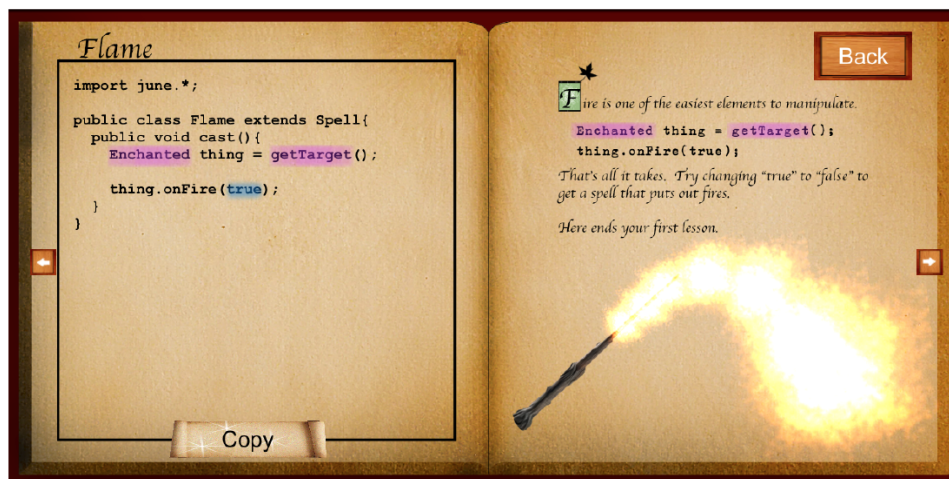 Flame
import june.*;
public class Flame extends Spell{
public void cast(){
Enchanted thing = getTarget();
thing.onFire(true);
}
}
Copy
Back
Fire is one of the easiest elements to manipulate.
Enchanted thing = getTarget();
thing.onFire(true);
That's all it takes. Try changing "true" to "false" to
get a spell that puts out fires.
Here ends your first lesson.